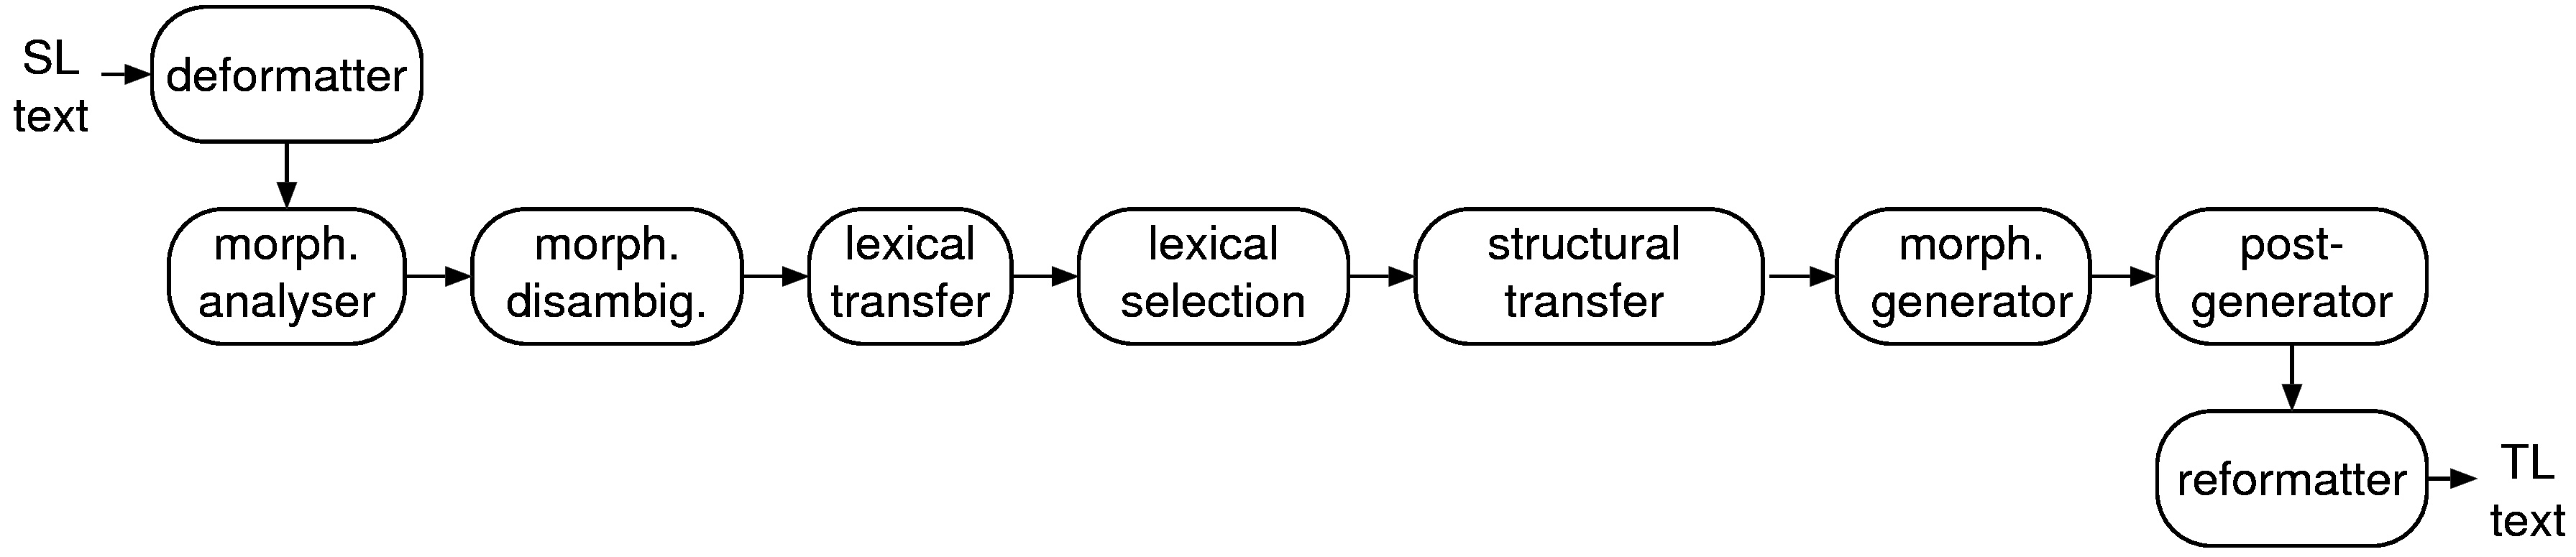 SL
text
deformatter
morph.
analyser
morph.
disambig.
lexical
transfer
lexical
selection
structural
transfer
morph.
generator
post-
generator
reformatter
TL
text